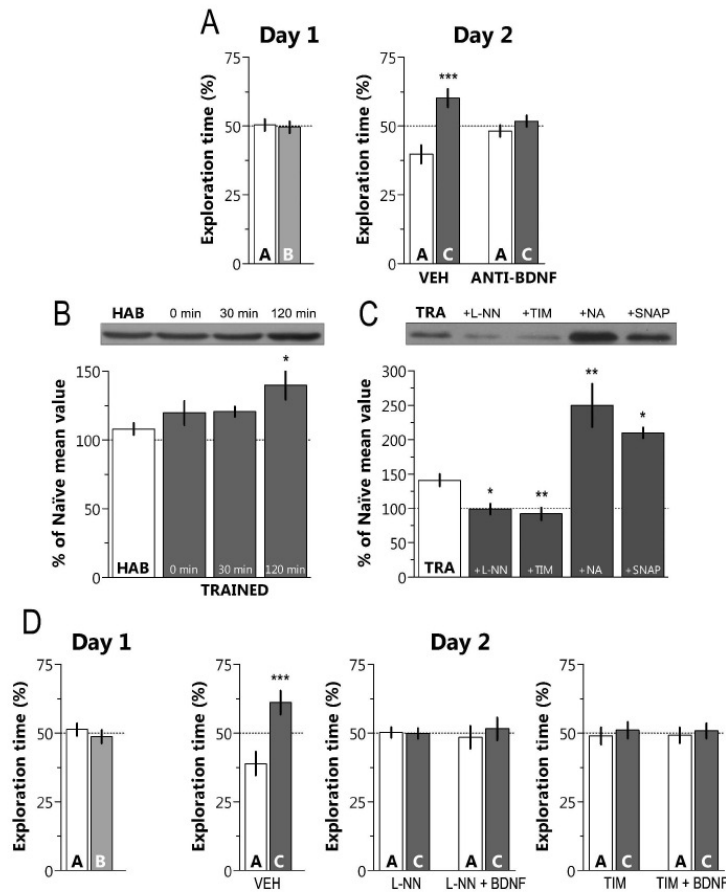 A
Day 1
Day 2
Exploration time (%)
75
50
25
0
A
B
Exploration time (%)
75
50
25
0
***
A
C
A
C
VEH
ANTI-BDNF
B
HAB
0 min
30 min
120 min
% of Naïve mean value
150
100
50
0
*
HAB
0 min
30 min
120 min
TRAINED
C
TRA
+L-NN
+TIM
+NA
+SNAP
% of Naïve mean value
300
250
200
150
100
50
0
*
**
**
*
TRA
+L-NN
+TIM
+NA
+SNAP
D
Day 1
Day 2
Exploration time (%)
75
50
25
0
A
B
Exploration time (%)
75
50
25
0
***
A
C
VEH
Exploration time (%)
75
50
25
0
A
C
A
C
L-NN
L-NN + BDNF
Exploration time (%)
75
50
25
0
A
C
A
C
TIM
TIM + BDNF